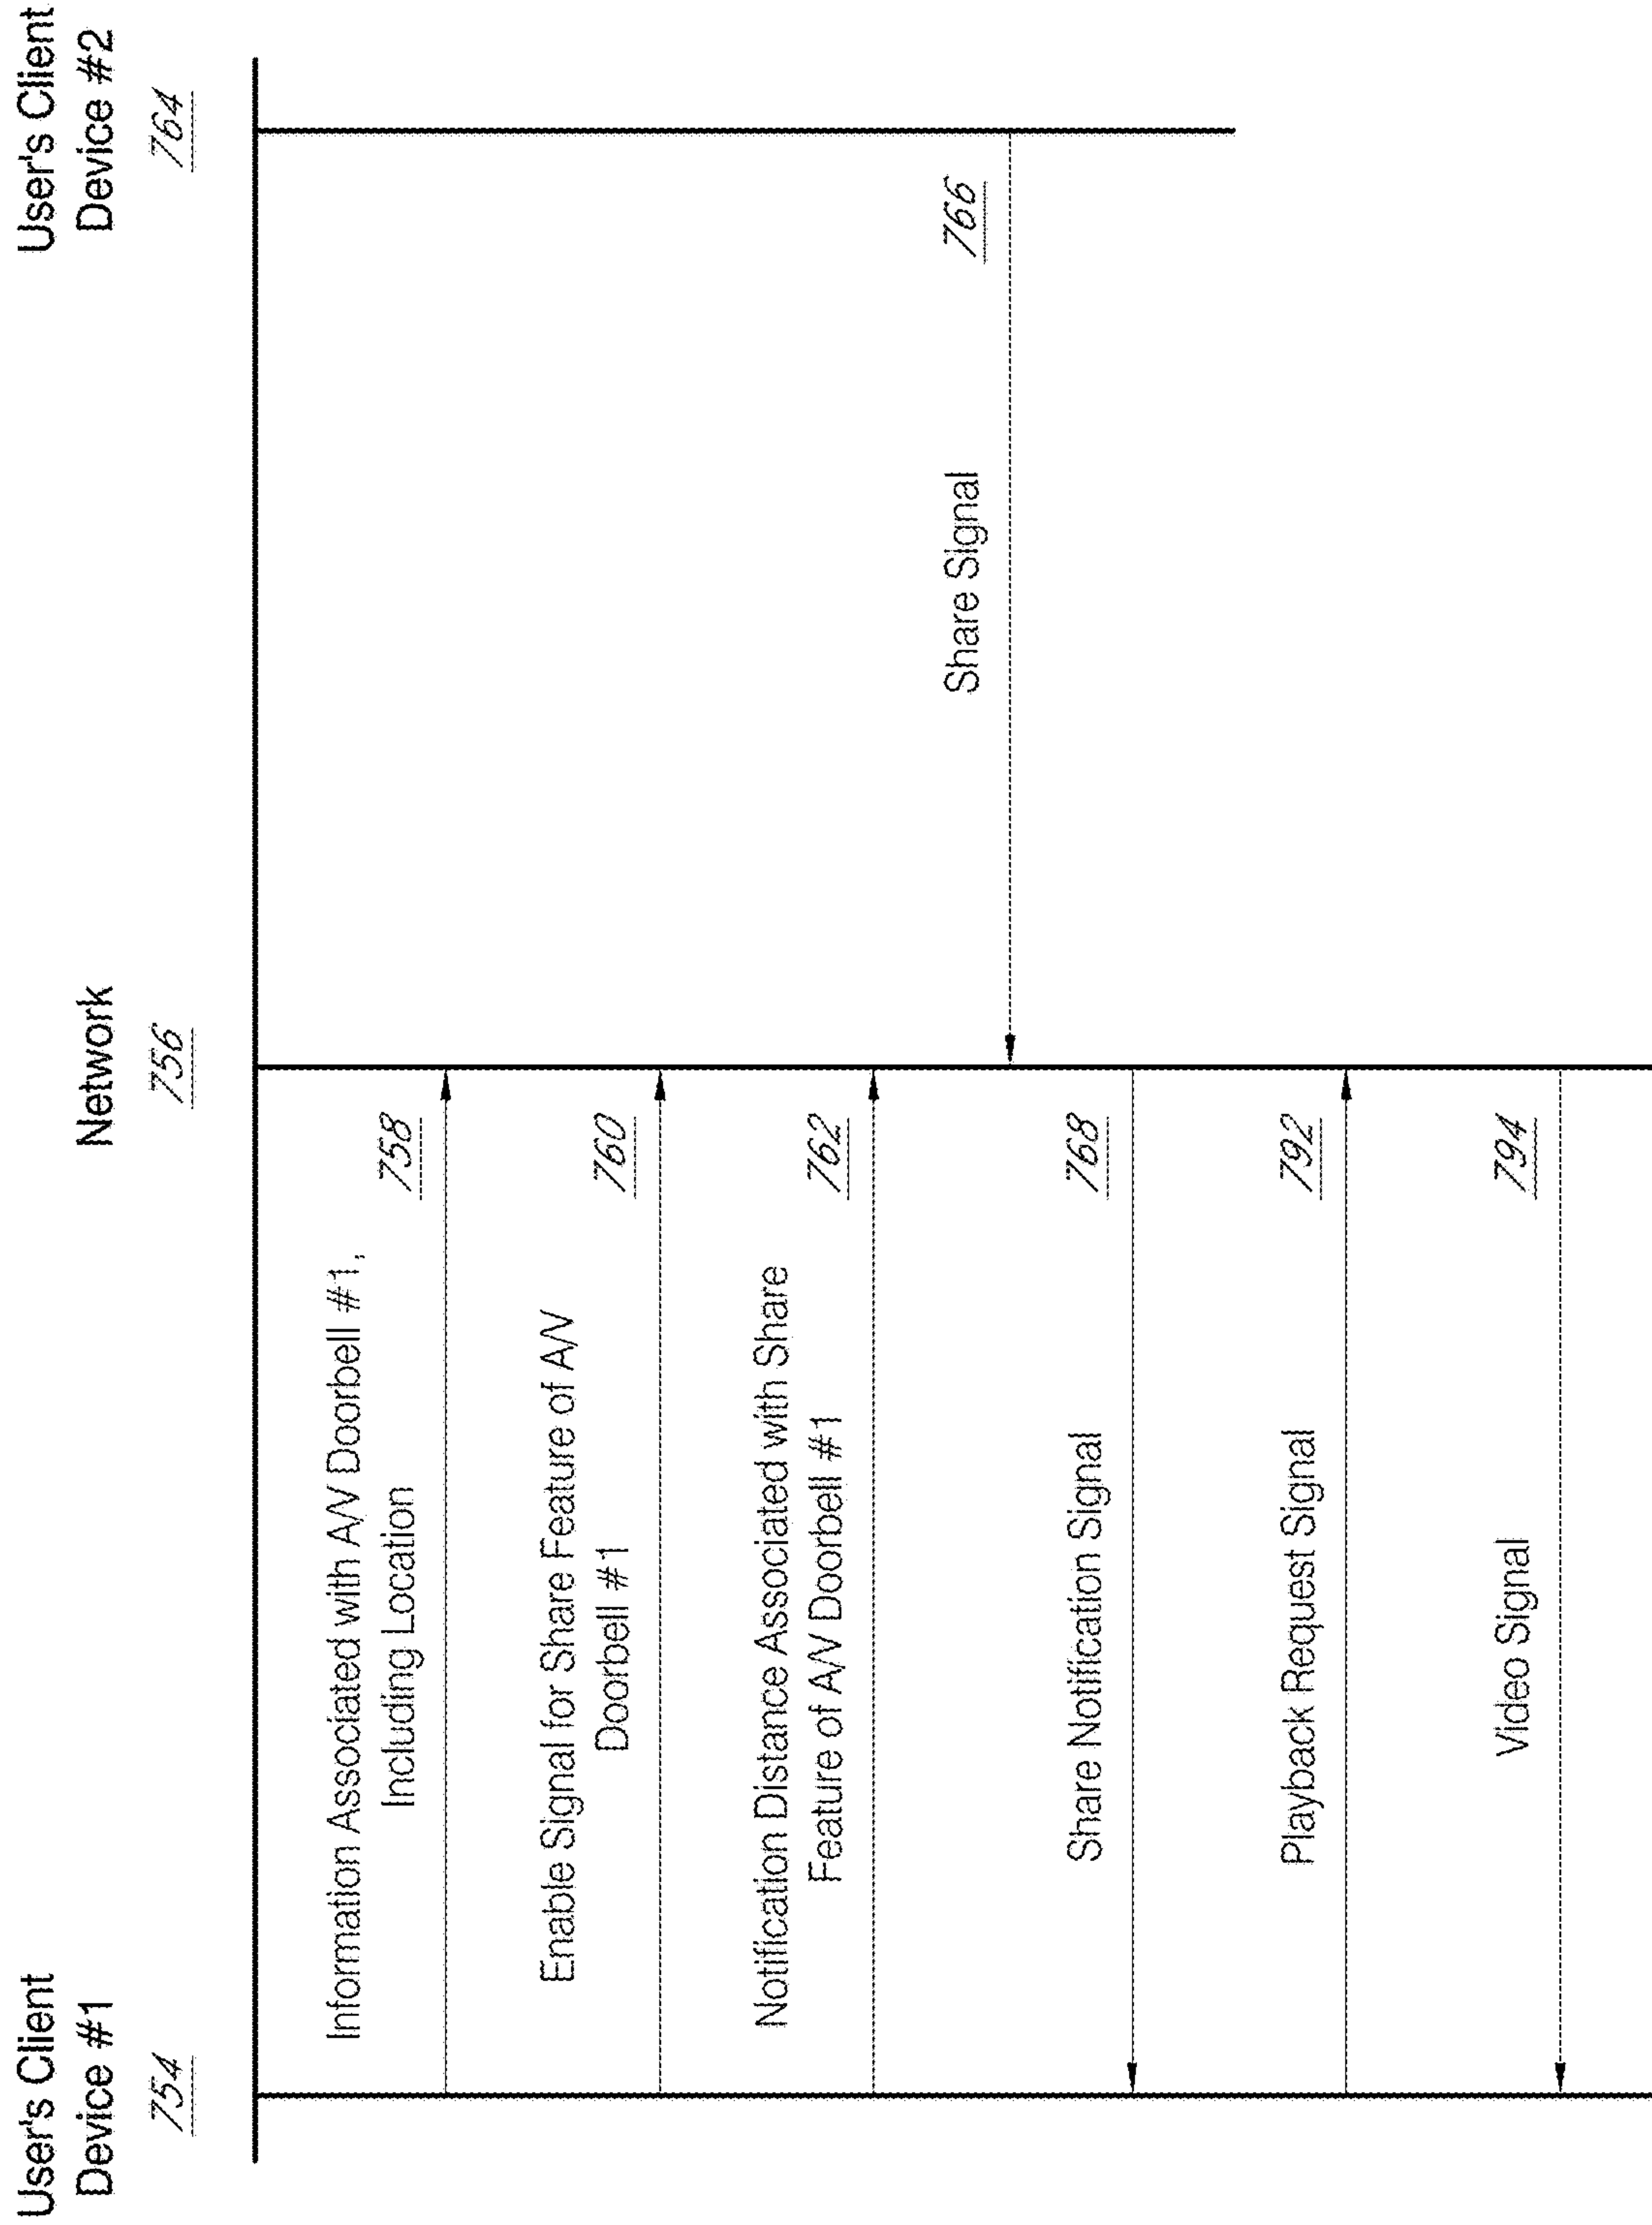 User's Client
Device #1
754
Network
756
User's Client
Device #2
764
Information Associated with A/V Doorbell #1,
Including Location
758
Enable Signal for Share Feature of A/V
Doorbell #1
760
Notification Distance Associated with Share
Feature of A/V Doorbell #1
762
Share Signal
766
Share Notification Signal
768
Playback Request Signal
792
Video Signal
794